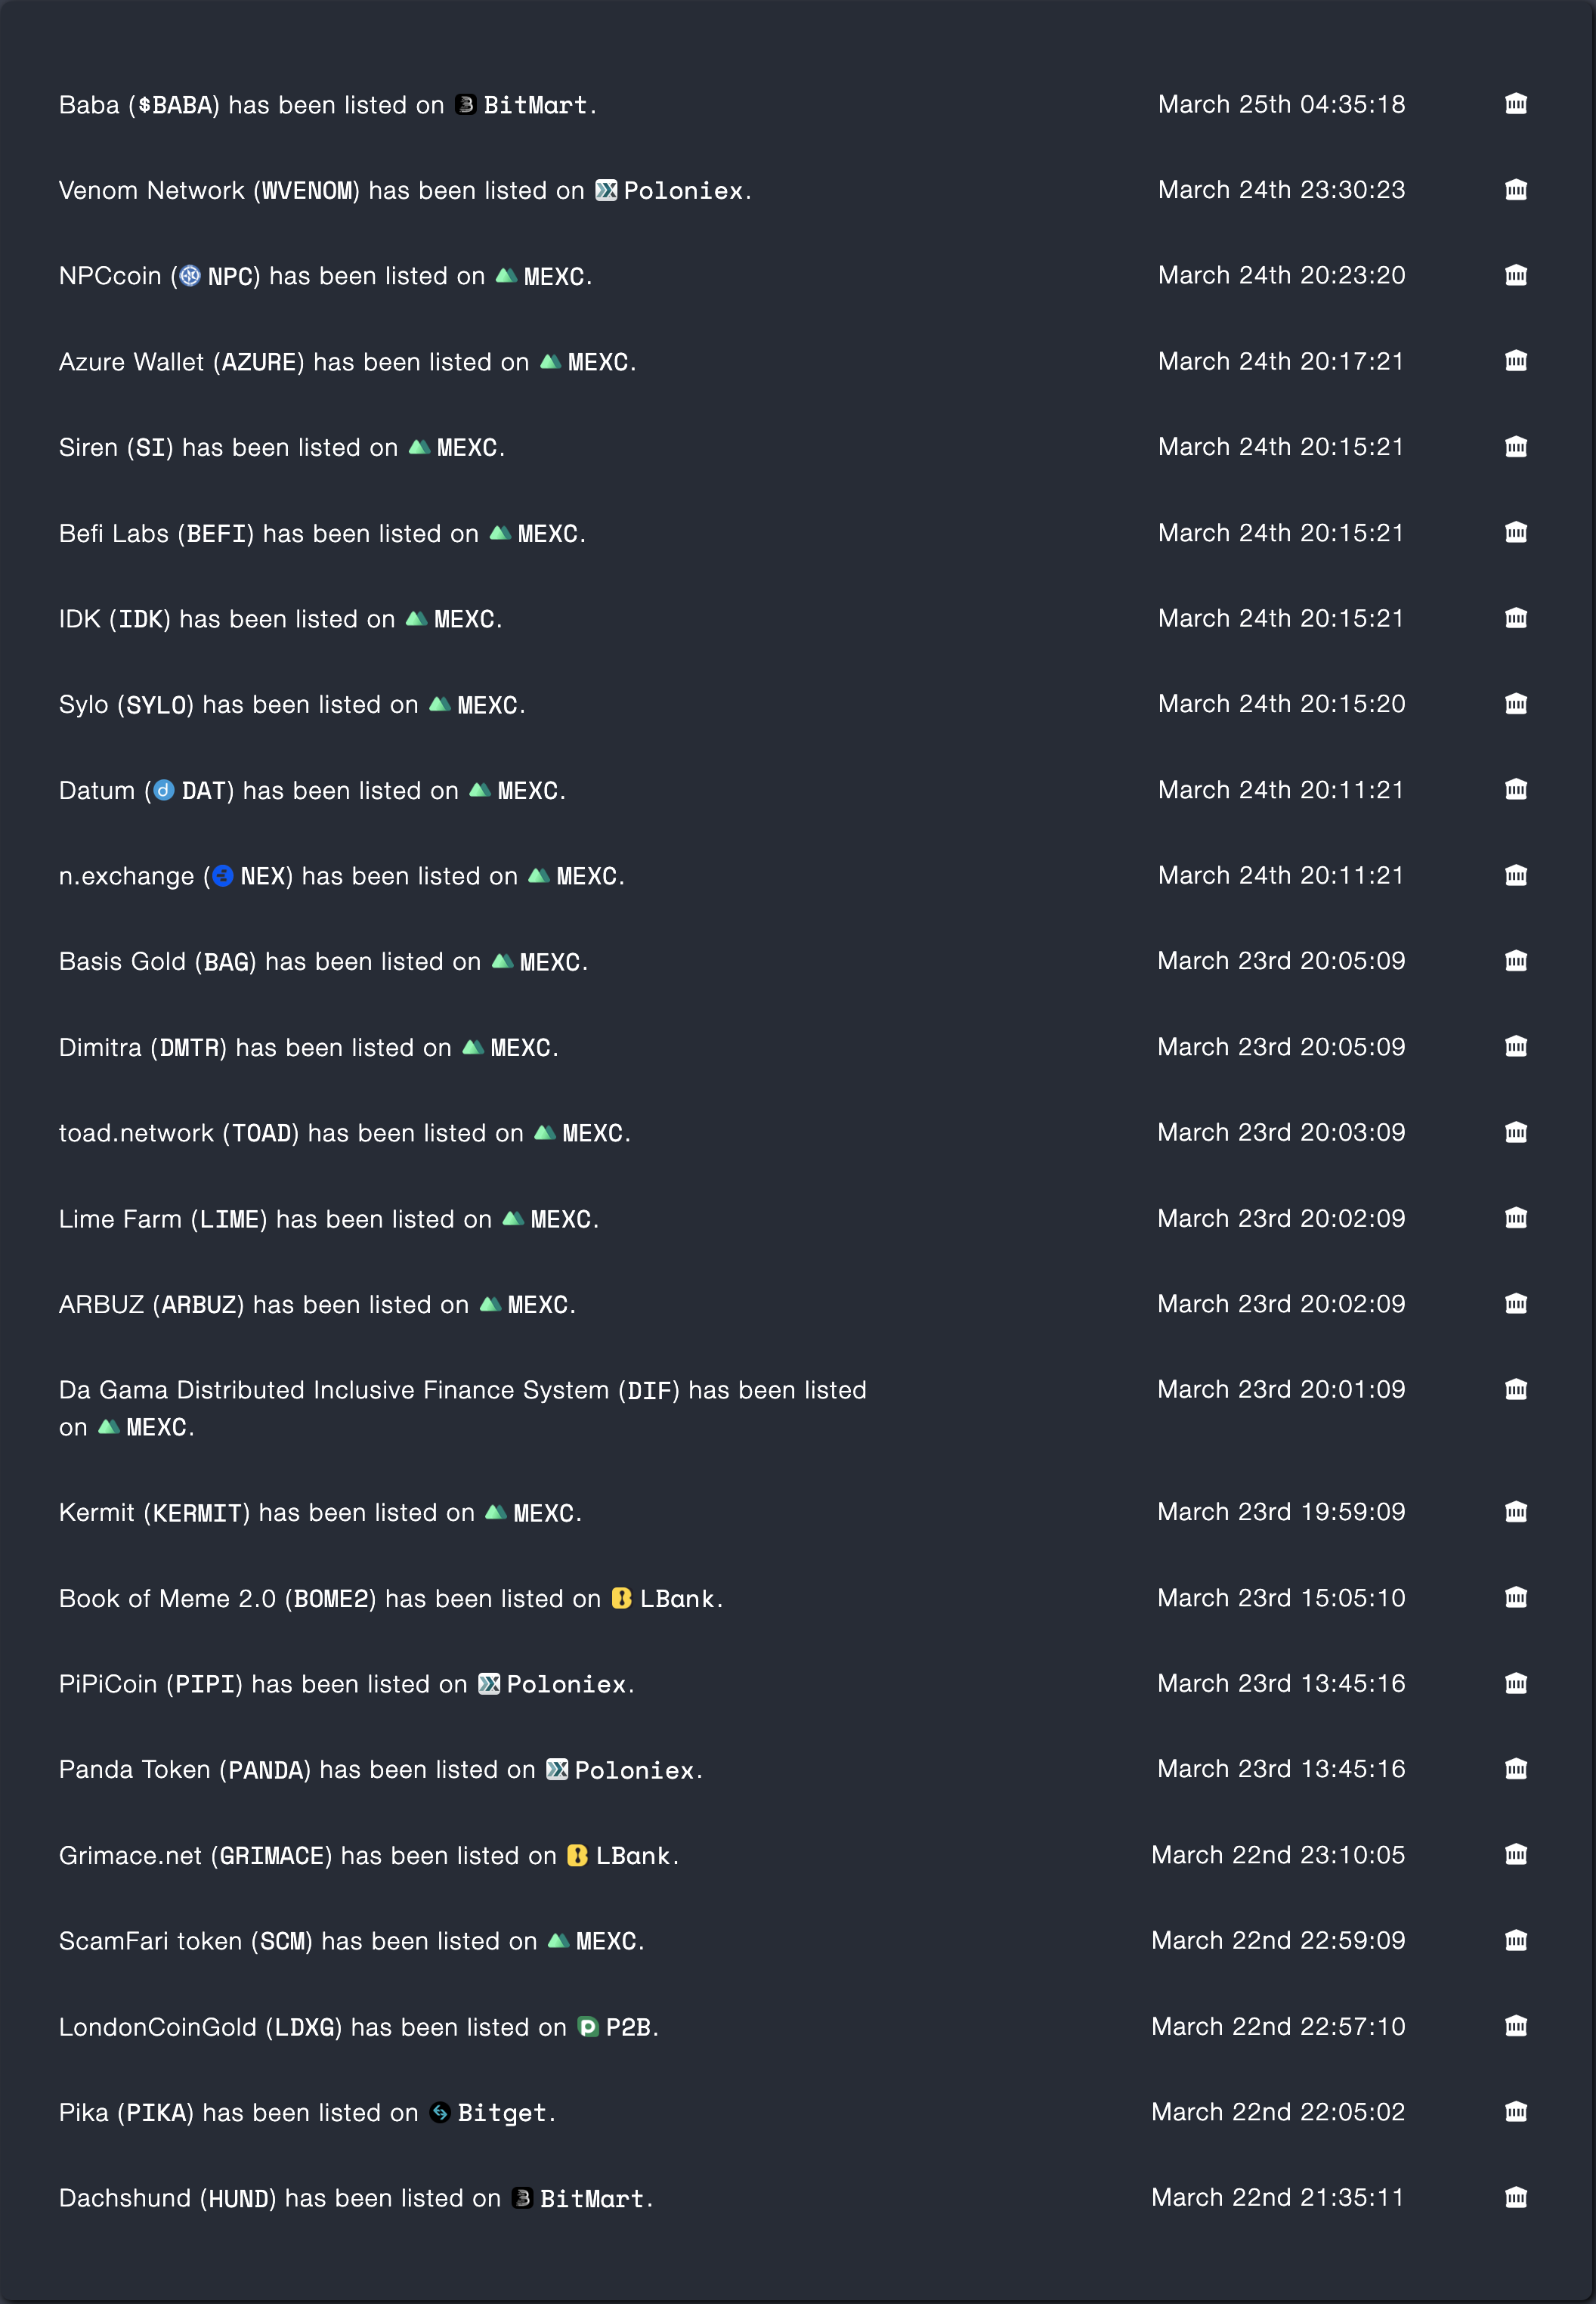 Baba ($BABA) has been listed on BitMart. March 25th 04:35:18
Venom Network (WVENOM) has been listed on Poloniex. March 24th 23:30:23
NPCcoin (NPC) has been listed on MEXC. March 24th 20:23:20
Azure Wallet (AZURE) has been listed on MEXC. March 24th 20:17:21
Siren (SI) has been listed on MEXC. March 24th 20:15:21
Befi Labs (BEFI) has been listed on MEXC. March 24th 20:15:21
IDK (IDK) has been listed on MEXC. March 24th 20:15:21
Sylo (SYLO) has been listed on MEXC. March 24th 20:15:20
Datum (DAT) has been listed on MEXC. March 24th 20:11:21
n.exchange (NEX) has been listed on MEXC. March 24th 20:11:21
Basis Gold (BAG) has been listed on MEXC. March 23rd 20:05:09
Dimitra (DMTR) has been listed on MEXC. March 23rd 20:05:09
toad.network (TOAD) has been listed on MEXC. March 23rd 20:03:09
Lime Farm (LIME) has been listed on MEXC. March 23rd 20:02:09
ARBUZ (ARBUZ) has been listed on MEXC. March 23rd 20:02:09
Da Gama Distributed Inclusive Finance System (DIF) has been listed March 23rd 20:01:09
on MEXC.
Kermit (KERMIT) has been listed on MEXC. March 23rd 19:59:09
Book of Meme 2.0 (BOME2) has been listed on LBank. March 23rd 15:05:10
PiPiCoin (PIPI) has been listed on Poloniex. March 23rd 13:45:16
Panda Token (PANDA) has been listed on Poloniex. March 23rd 13:45:16
Grimace.net (GRIMACE) has been listed on LBank. March 22nd 23:10:05
ScamFari token (SCM) has been listed on MEXC. March 22nd 22:59:09
LondonCoinGold (LDXG) has been listed on P2B. March 22nd 22:57:10
Pika (PIKA) has been listed on Bitget. March 22nd 22:05:02
Dachshund (HUND) has been listed on BitMart. March 22nd 21:35:11